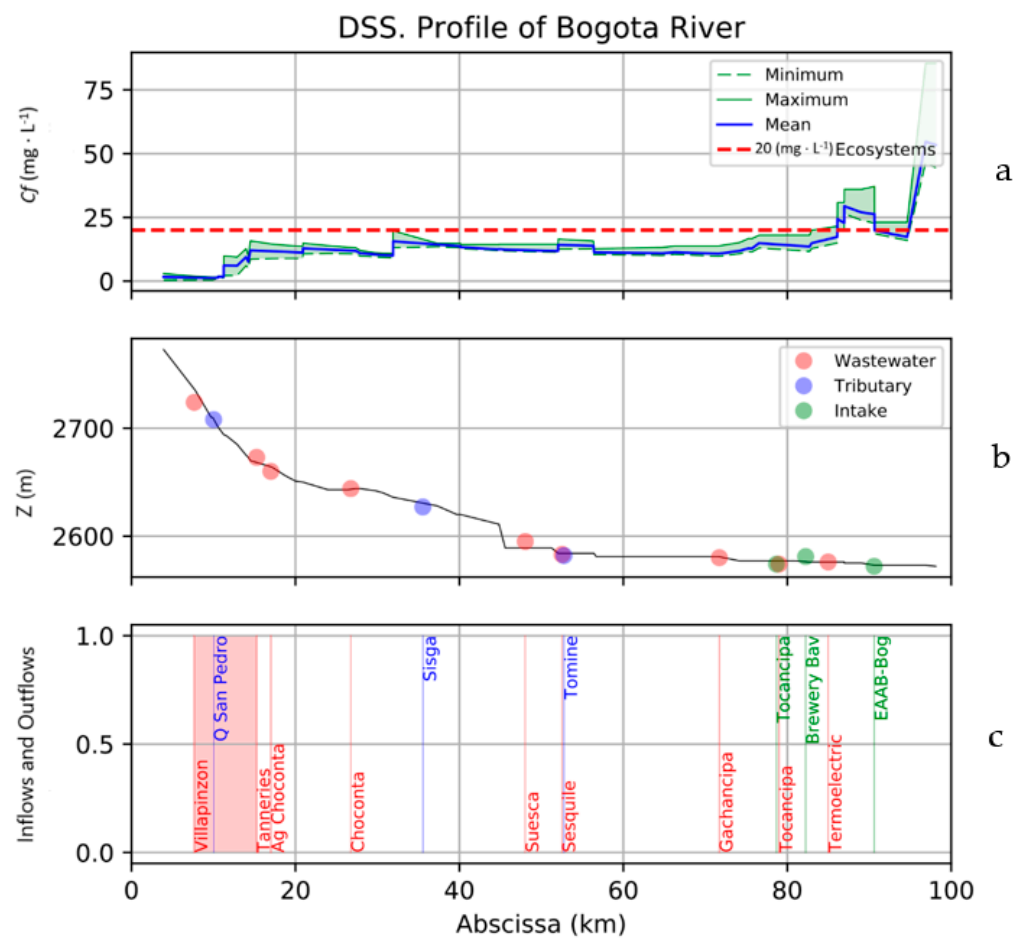 DSS. Profile of Bogota River
75
50
25
0
Cf (mg · L-1)
Minimum
Maximum
Mean
20 (mg · L-1) Ecosystems
a
2700
2600
Z (m)
Wastewater
Tributary
Intake
b
1.0
0.5
0.0
Inflows and Outflows
Villapinzon
Q San Pedro
Tanneries
Ag Choconta
Choconta
Sisga
Suesca
Sesquile
Tomine
Gachancipa
Tocancipa
Tocancipa
Brewery Bav
Termoelectric
EAAB-Bog
c
0 20 40 60 80 100
Abscissa (km)